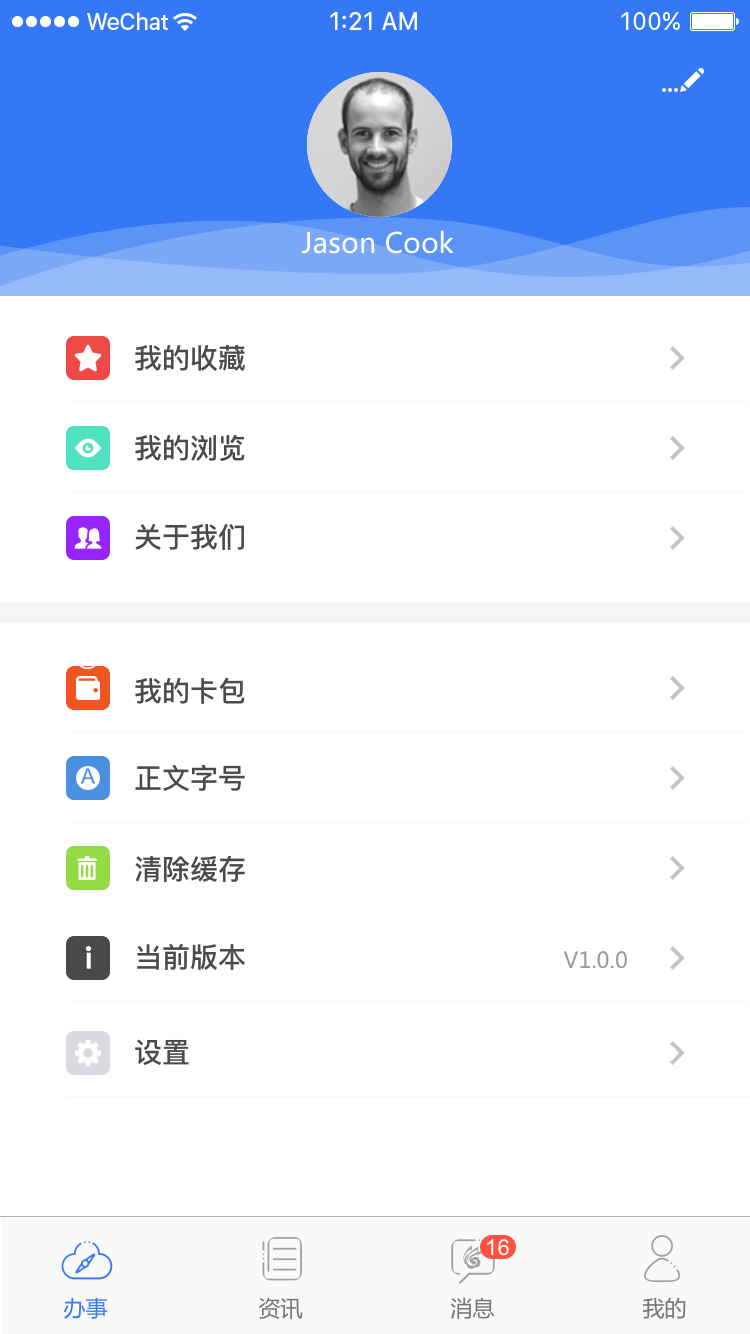 WeChat 1:21 AM 100%
Jason Cook
我的收藏
我的浏览
关于我们
我的卡包
A 正文字号
清除缓存
i 当前版本 V1.0.0
设置
16
办事 资讯 消息 我的